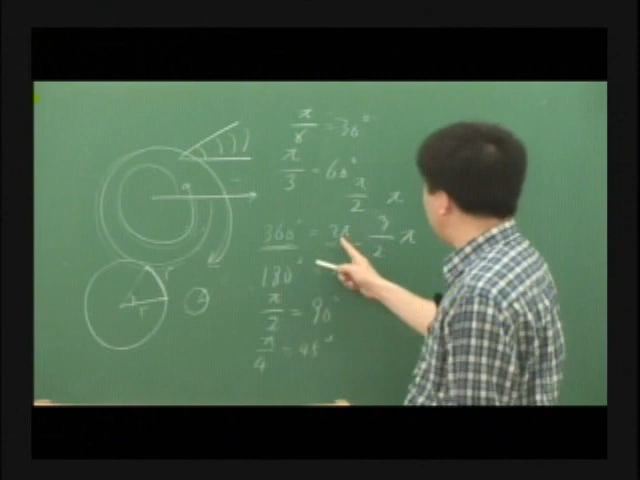 π/6 = 30°
π/3 = 60°
π/2 π
360° = 2π 3/2 π
180°
π/2 = 90°
π/4 = 45°
r
r